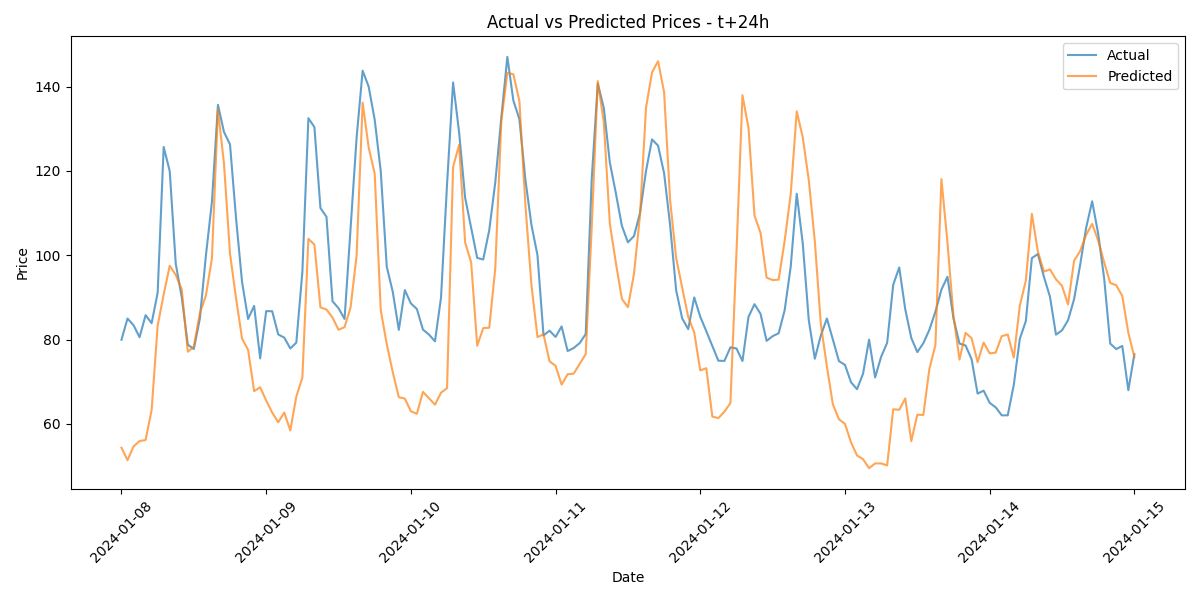 Actual vs Predicted Prices - t+24h
Actual
Predicted
Price
140
120
100
80
60
2024-01-08
2024-01-09
2024-01-10
2024-01-11
2024-01-12
2024-01-13
2024-01-14
2024-01-15
Date